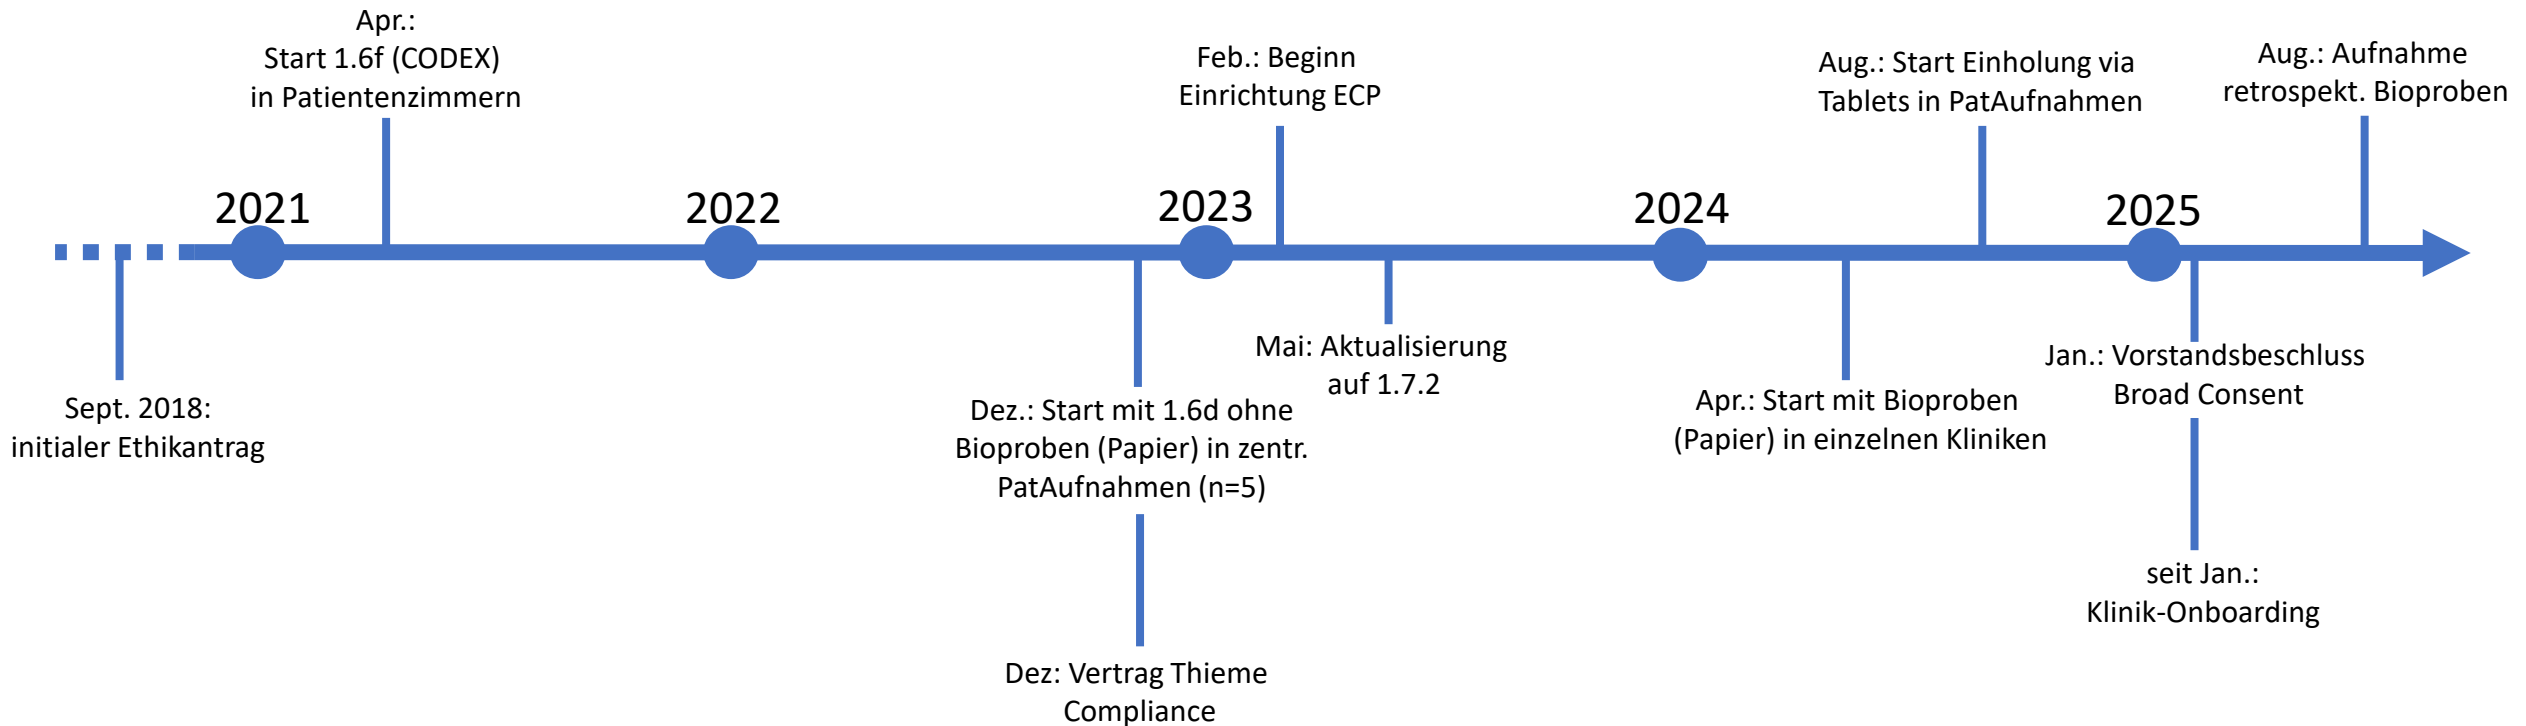 Apr.:
Start 1.6f (CODEX)
in Patientenzimmern
Feb.: Beginn
Einrichtung ECP
Aug.: Start Einholung via
Tablets in PatAufnahmen
Aug.: Aufnahme
retrospekt. Bioproben
2021
2022
2023
2024
2025
Sept. 2018:
initialer Ethikantrag
Dez.: Start mit 1.6d ohne
Bioproben (Papier) in zentr.
PatAufnahmen (n=5)
Dez: Vertrag Thieme
Compliance
Mai: Aktualisierung
auf 1.7.2
Apr.: Start mit Bioproben
(Papier) in einzelnen Kliniken
Jan.: Vorstandsbeschluss
Broad Consent
seit Jan.:
Klinik-Onboarding